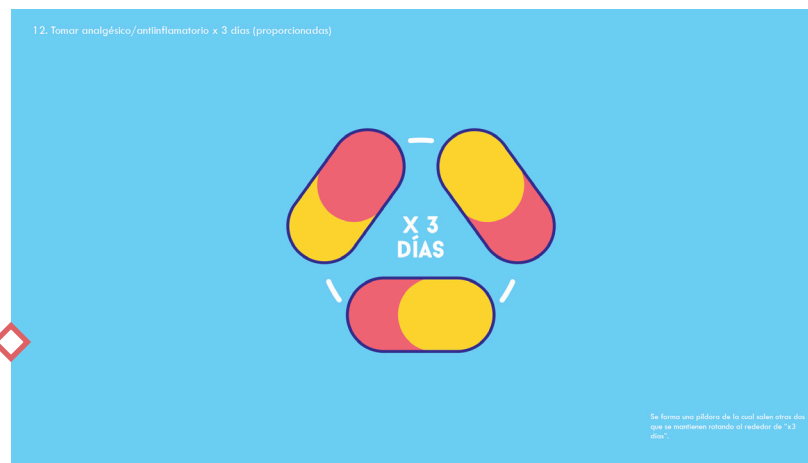 12. Tomar analgésico/antiinflamatorio x 3 días (proporcionadas)
X 3
DÍAS
Se forma una píldora de la cual salen otras dos
que se mantienen rotando al rededor de "x3
días".